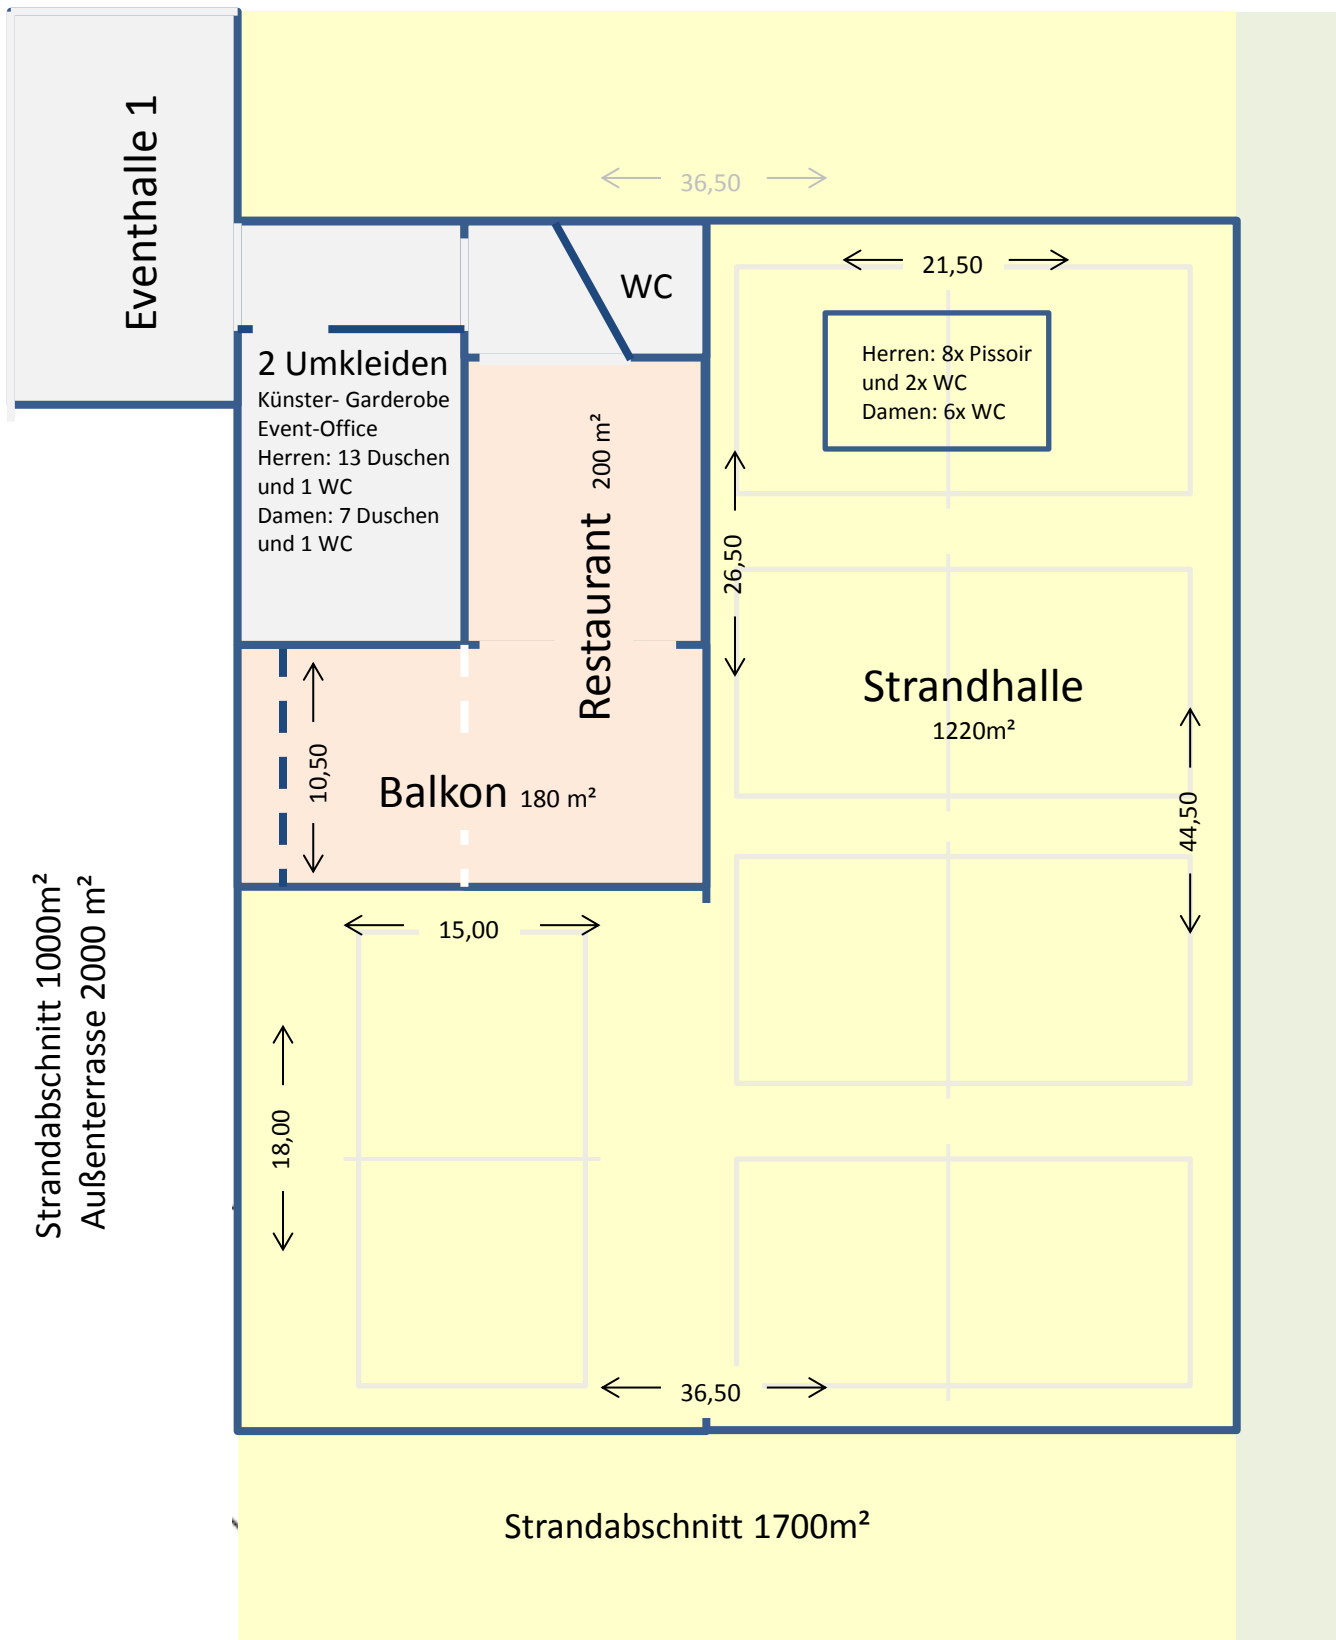 Eventhalle 1
36,50
WC
21,50
Herren: 8x Pissoir
und 2x WC
Damen: 6x WC
2 Umkleiden
Künster- Garderobe
Event-Office
Herren: 13 Duschen
und 1 WC
Damen: 7 Duschen
und 1 WC
Restaurant 200 m²
26,50
Strandhalle
1220m²
10,50
Balkon 180 m²
44,50
Strandabschnitt 1000m²
Außenterrasse 2000 m²
15,00
18,00
36,50
Strandabschnitt 1700m²